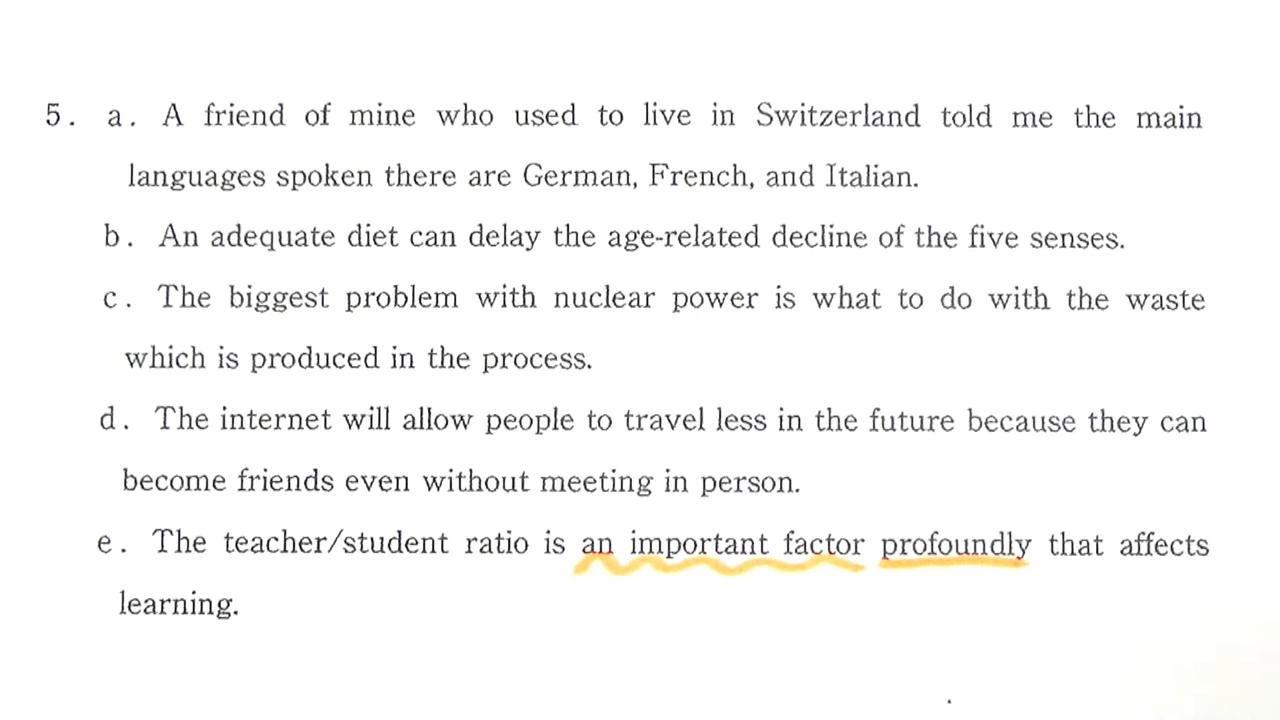 5. a. A friend of mine who used to live in Switzerland told me the main
languages spoken there are German, French, and Italian.
b. An adequate diet can delay the age-related decline of the five senses.
c. The biggest problem with nuclear power is what to do with the waste
which is produced in the process.
d. The internet will allow people to travel less in the future because they can
become friends even without meeting in person.
e. The teacher/student ratio is an important factor profoundly that affects
learning.